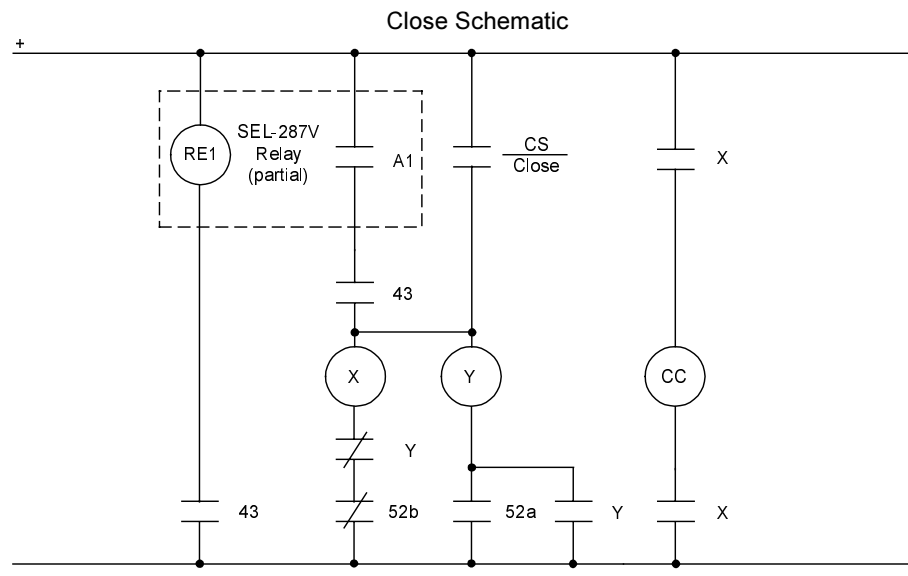 Close Schematic
+
RE1
SEL-287V
Relay
(partial)
A1
CS
Close
X
43
X
Y
CC
Y
43
52b
52a
Y
X